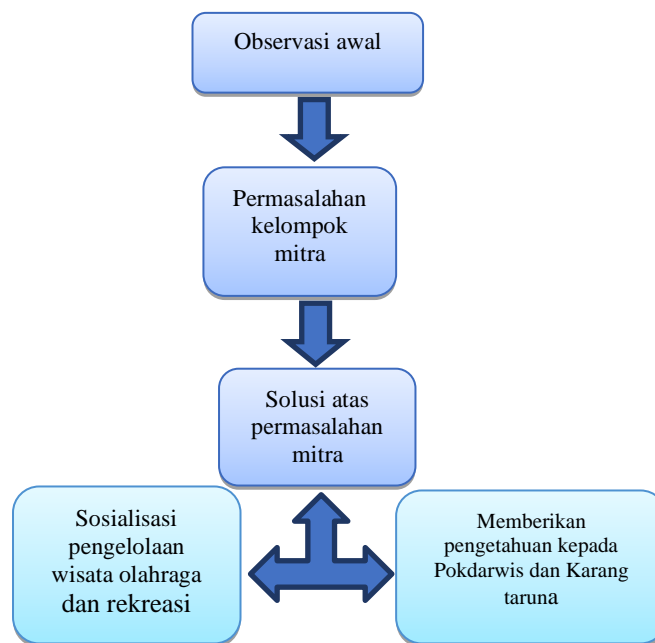 Observasi awal
Permasalahan
kelompok
mitra
Solusi atas
permasalahan
mitra
Sosialisasi
pengelolaan
wisata olahraga
dan rekreasi
Memberikan
pengetahuan kepada
Pokdarwis dan Karang
taruna